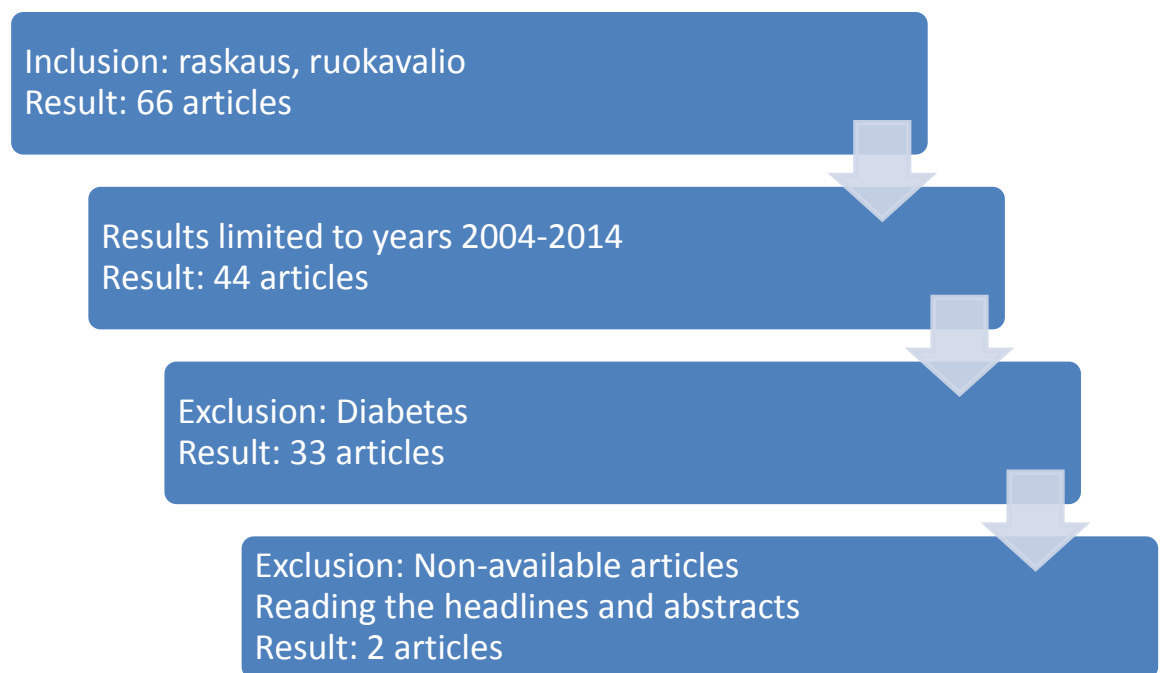 Inclusion: raskaus, ruokavalio
Result: 66 articles
Results limited to years 2004-2014
Result: 44 articles
Exclusion: Diabetes
Result: 33 articles
Exclusion: Non-available articles
Reading the headlines and abstracts
Result: 2 articles